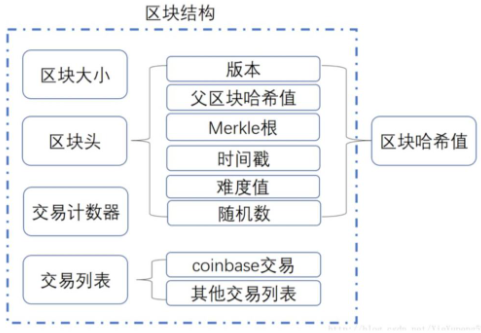 区块结构
区块大小
区块头
交易计数器
交易列表
版本
父区块哈希值
Merkle根
时间戳
难度值
随机数
coinbase交易
其他交易列表
区块哈希值